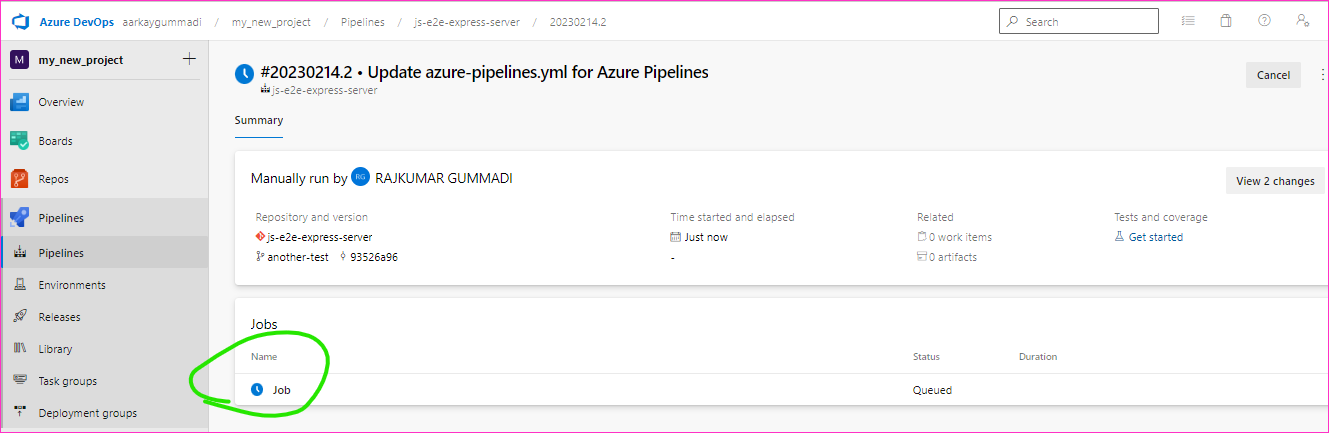 Azure DevOps aarkaygummadi / my_new_project / Pipelines / js-e2e-express-server / 20230214.2 Search
M my_new_project
Overview
Boards
Repos
Pipelines
Pipelines
Environments
Releases
Library
Task groups
Deployment groups
#20230214.2 • Update azure-pipelines.yml for Azure Pipelines
js-e2e-express-server
Cancel
Summary
Manually run by RG RAJKUMAR GUMMADI
View 2 changes
Repository and version Time started and elapsed Related Tests and coverage
js-e2e-express-server Just now 0 work items Get started
another-test 93526a96 - 0 artifacts
Jobs
Name Status Duration
Job Queued